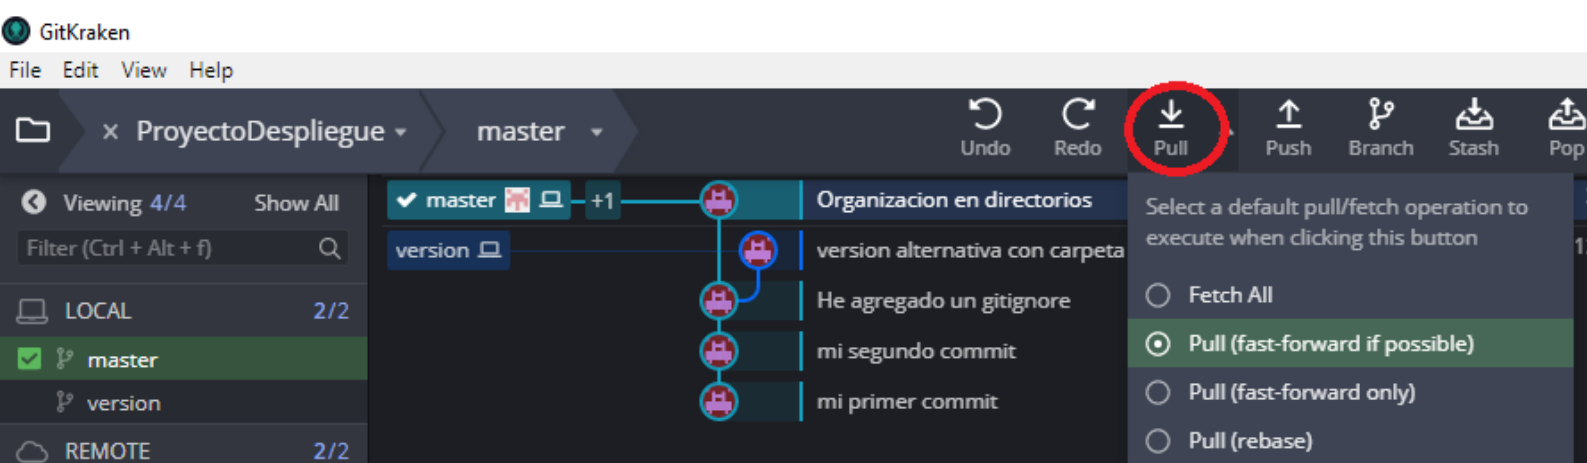 GitKraken
File Edit View Help
ProyectoDespliegue master Undo Redo Pull Push Branch Stash Pop
Viewing 4/4 Show All
Filter (Ctrl + Alt + f)
LOCAL 2/2
master
version
REMOTE 2/2
master +1 Organizacion en directorios
version version alternativa con carpeta
He agregado un gitignore
mi segundo commit
mi primer commit
Select a default pull/fetch operation to
execute when clicking this button
Fetch All
Pull (fast-forward if possible)
Pull (fast-forward only)
Pull (rebase)